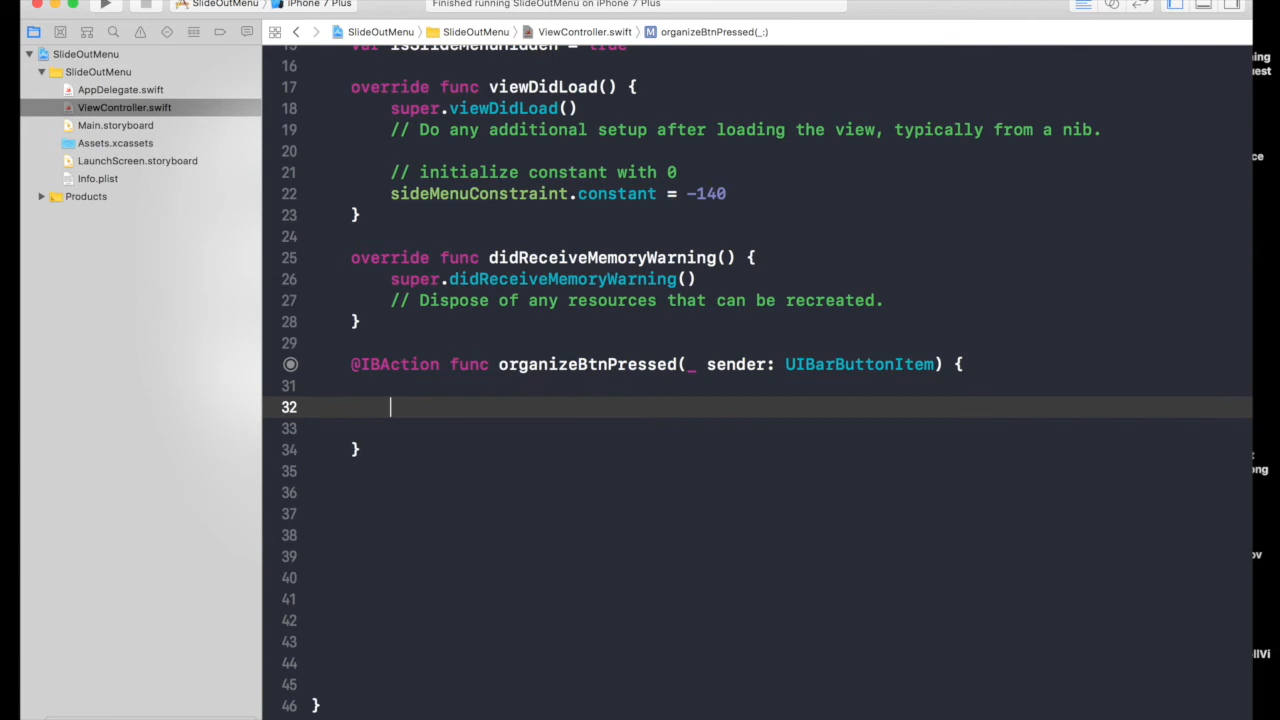 SlideOutMenu
iPhone 7 Plus
Finished running SlideOutMenu on iPhone 7 Plus
SlideOutMenu
SlideOutMenu
AppDelegate.swift
ViewController.swift
Main.storyboard
Assets.xcassets
LaunchScreen.storyboard
Info.plist
Products
SlideOutMenu
SlideOutMenu
ViewController.swift
M organizeBtnPressed(_:)
15 var isSlideMenuHidden = true
16
17 override func viewDidLoad() {
18 super.viewDidLoad()
19 // Do any additional setup after loading the view, typically from a nib.
20
21 // initialize constant with 0
22 sideMenuConstraint.constant = -140
23 }
24
25 override func didReceiveMemoryWarning() {
26 super.didReceiveMemoryWarning()
27 // Dispose of any resources that can be recreated.
28 }
29
@IBAction func organizeBtnPressed(_ sender: UIBarButtonItem) {
31
32
33
34 }
35
36
37
38
39
40
41
42
43
44
45
46 }